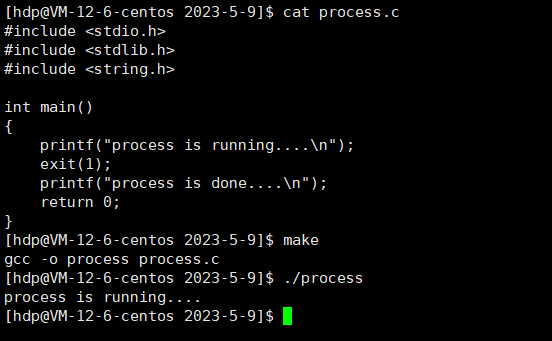 [hdp@VM-12-6-centos 2023-5-9]$ cat process.c
#include <stdio.h>
#include <stdlib.h>
#include <string.h>

int main()
{
    printf("process is running....\n");
    exit(1);
    printf("process is done....\n");
    return 0;
}
[hdp@VM-12-6-centos 2023-5-9]$ make
gcc -o process process.c
[hdp@VM-12-6-centos 2023-5-9]$ ./process
process is running....
[hdp@VM-12-6-centos 2023-5-9]$